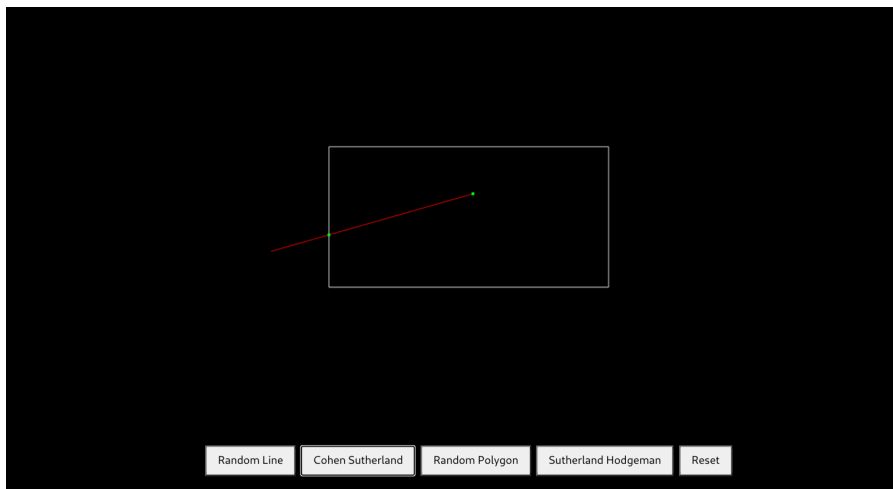 Random Line
Cohen Sutherland
Random Polygon
Sutherland Hodgeman
Reset